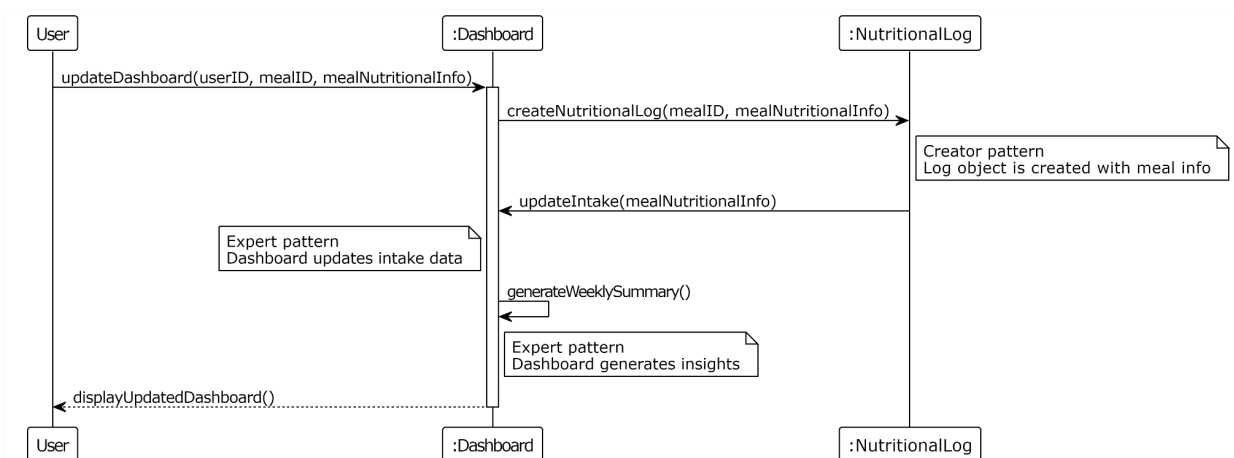 User
:Dashboard
:NutritionalLog
updateDashboard(userID, mealID, mealNutritionalInfo)
createNutritionalLog(mealID, mealNutritionalInfo)
Creator pattern
Log object is created with meal info
updateIntake(mealNutritionalInfo)
Expert pattern
Dashboard updates intake data
generateWeeklySummary()
Expert pattern
Dashboard generates insights
displayUpdatedDashboard()
User
:Dashboard
:NutritionalLog